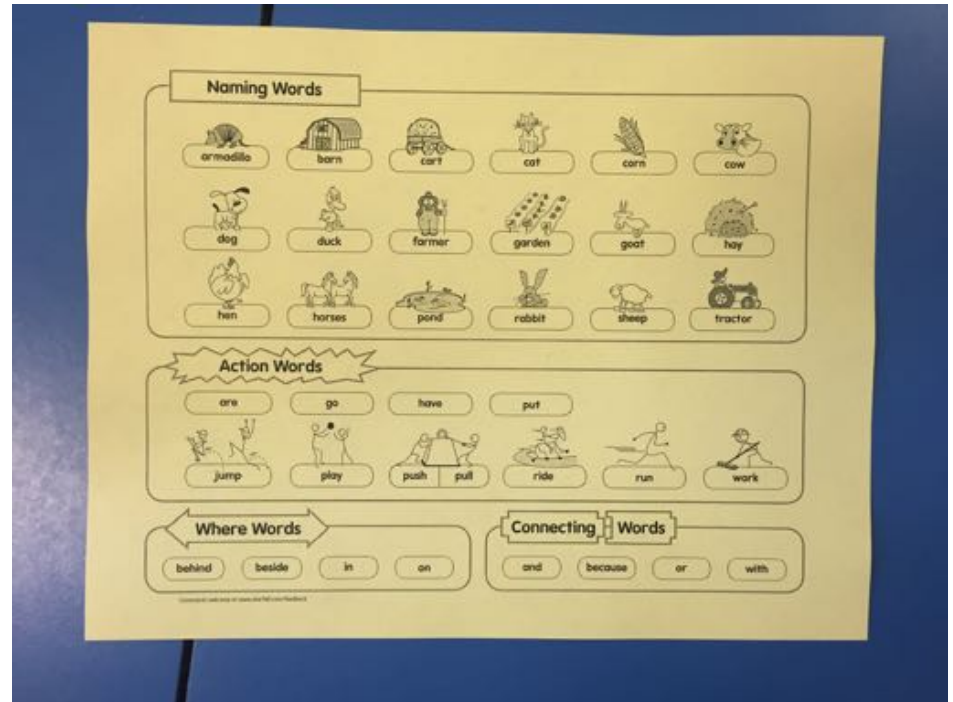 Naming Words
armadillo barn cart cat corn cow
dog duck farmer garden goat hay
hen horses pond rabbit sheep tractor
Action Words
are go have put
jump play push pull ride run work
Where Words
behind beside in on
Connecting Words
and because or with